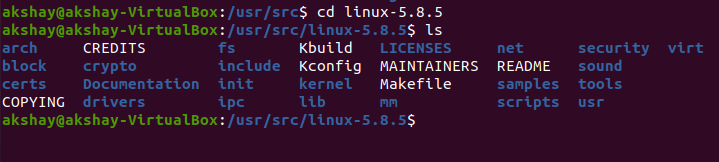 akshay@akshay-VirtualBox:/usr/src$ cd linux-5.8.5
akshay@akshay-VirtualBox:/usr/src/linux-5.8.5$ ls
arch     CREDITS        fs       Kbuild   LICENSES     net      security  virt
block    crypto         include  Kconfig  MAINTAINERS  README   sound
certs    Documentation  init     kernel   Makefile     samples  tools
COPYING  drivers        ipc      lib      mm           scripts  usr
akshay@akshay-VirtualBox:/usr/src/linux-5.8.5$